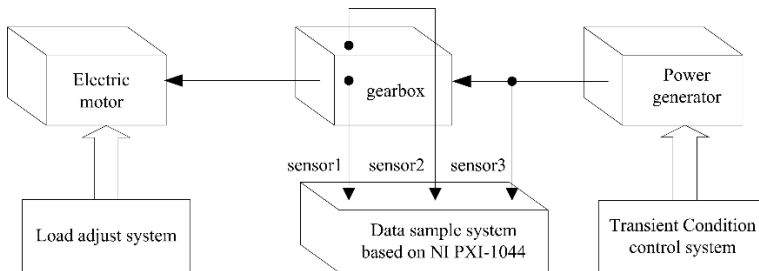 Electric
motor
gearbox
Power
generator
sensor1
sensor2
sensor3
Load adjust system
Data sample system
based on NI PXI-1044
Transient Condition
control system